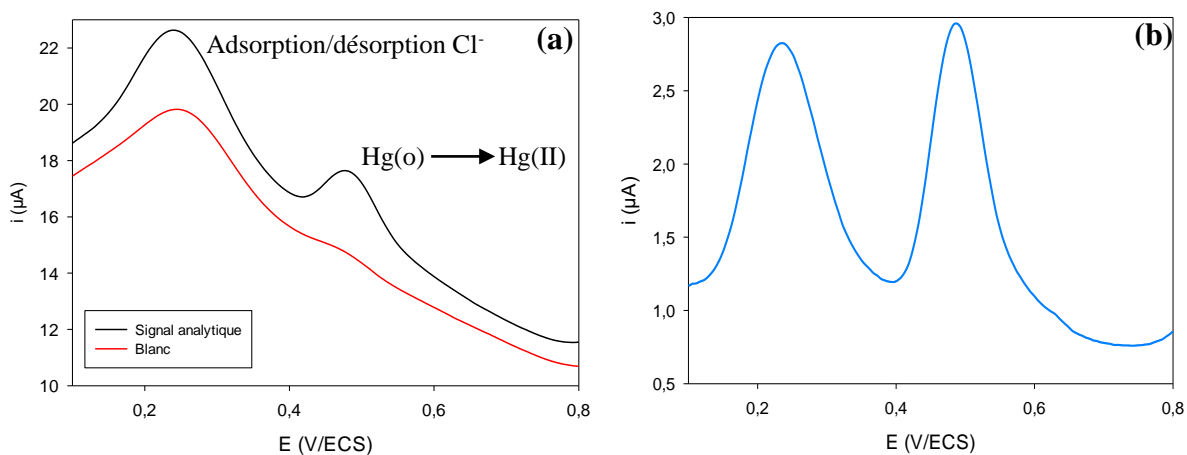 (a)
Adsorption/désorption Cl-
Hg(o) → Hg(II)
22
20
18
16
14
12
10
i (µA)
Signal analytique
Blanc
0,2 0,4 0,6 0,8
E (V/ECS)
(b)
3,0
2,5
2,0
1,5
1,0
0,5
i (µA)
0,2 0,4 0,6 0,8
E (V/ECS)